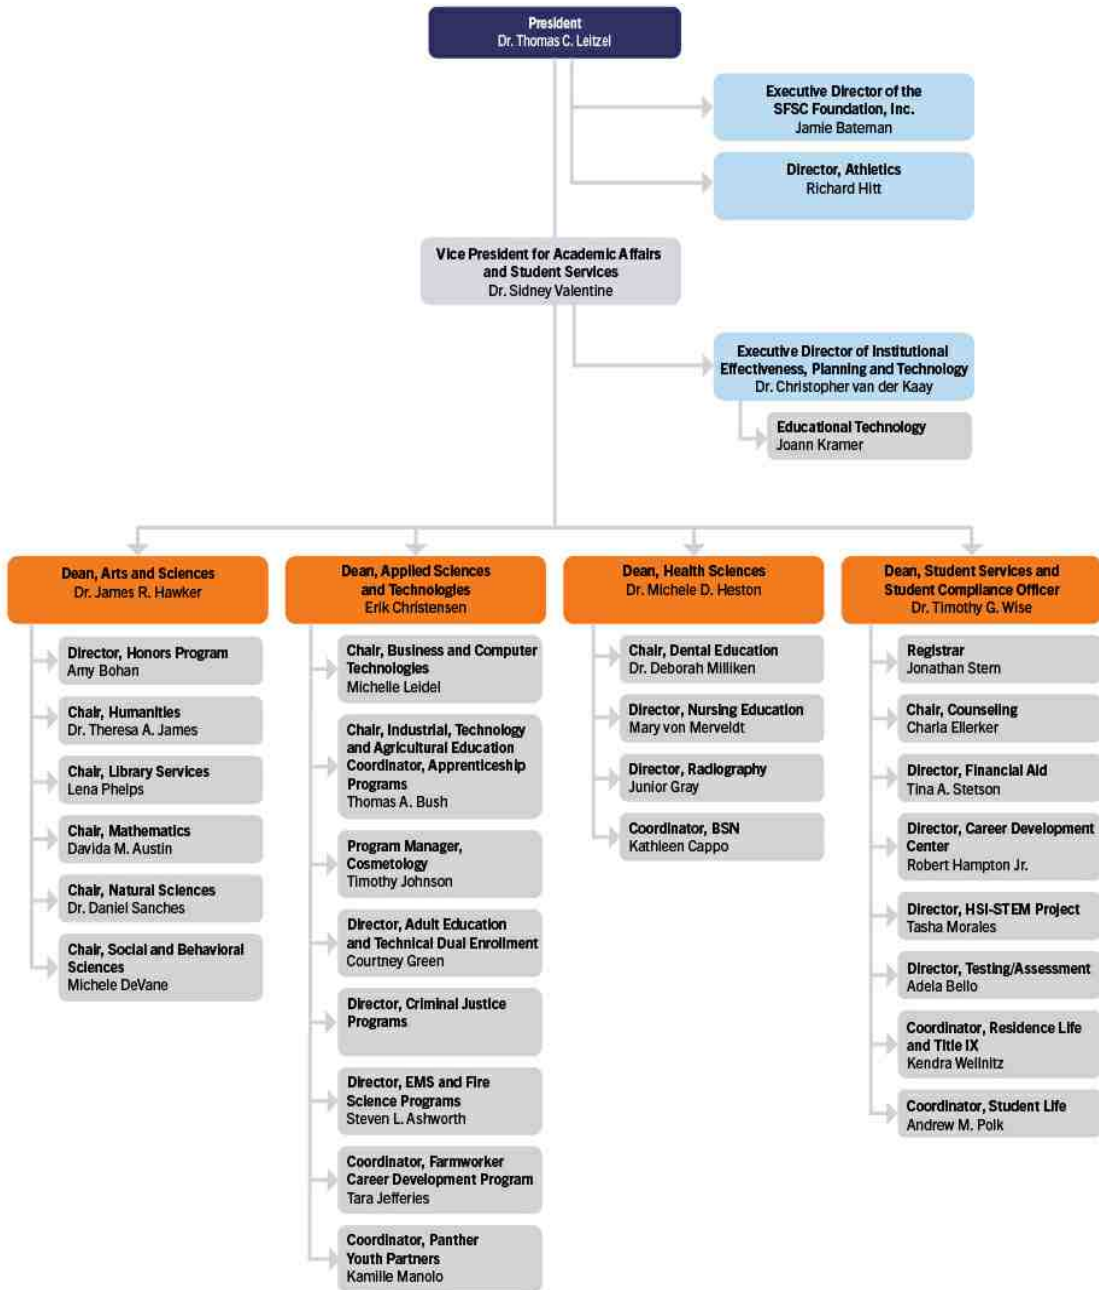 President
Dr. Thomas C. Leitzel
Executive Director of the
SFSC Foundation, Inc.
Jamie Bateman
Director, Athletics
Richard Hitt
Vice President for Academic Affairs
and Student Services
Dr. Sidney Valentine
Executive Director of Institutional
Effectiveness, Planning and Technology
Dr. Christopher van der Kaay
Educational Technology
Joann Kramer
Dean, Arts and Sciences
Dr. James R. Hawker
Director, Honors Program
Amy Bohan
Chair, Humanities
Dr. Theresa A. James
Chair, Library Services
Lena Phelps
Chair, Mathematics
Davida M. Austin
Chair, Natural Sciences
Dr. Daniel Sanches
Chair, Social and Behavioral
Sciences
Michele DeVane
Dean, Applied Sciences
and Technologies
Erik Christensen
Chair, Business and Computer
Technologies
Michelle Leidel
Chair, Industrial, Technology
and Agricultural Education
Coordinator, Apprenticeship
Programs
Thomas A. Bush
Program Manager,
Cosmetology
Timothy Johnson
Director, Adult Education
and Technical Dual Enrollment
Courtney Green
Director, Criminal Justice
Programs
Director, EMS and Fire
Science Programs
Steven L. Ashworth
Coordinator, Farmworker
Career Development Program
Tara Jefferies
Coordinator, Panther
Youth Partners
Kamille Manolo
Dean, Health Sciences
Dr. Michele D. Heston
Chair, Dental Education
Dr. Deborah Milliken
Director, Nursing Education
Mary von Merveldt
Director, Radiography
Junior Gray
Coordinator, BSN
Kathleen Cappo
Dean, Student Services and
Student Compliance Officer
Dr. Timothy G. Wise
Registrar
Jonathan Stern
Chair, Counseling
Charla Ellerker
Director, Financial Aid
Tina A. Stetson
Director, Career Development
Center
Robert Hampton Jr.
Director, HSI-STEM Project
Tasha Morales
Director, Testing/Assessment
Adela Bello
Coordinator, Residence Life
and Title IX
Kendra Wellnitz
Coordinator, Student Life
Andrew M. Polk